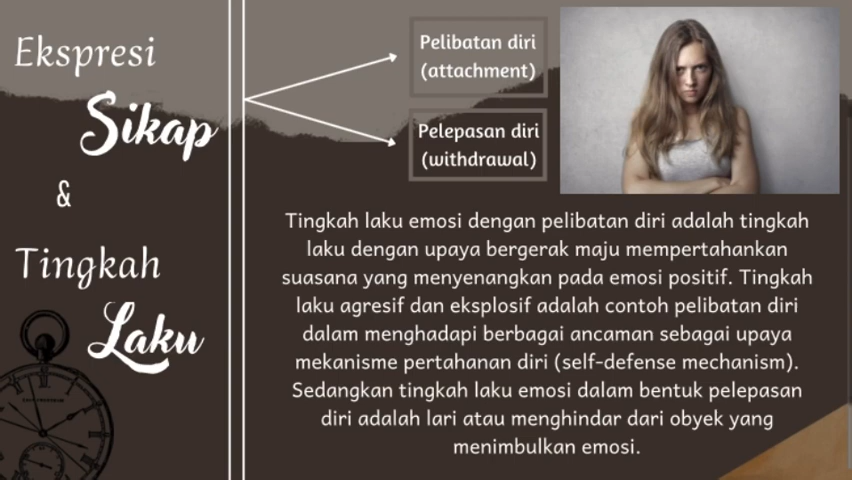 Ekspresi
Sikap
&
Tingkah
Laku
Pelibatan diri
(attachment)
Pelepasan diri
(withdrawal)
Tingkah laku emosi dengan pelibatan diri adalah tingkah
laku dengan upaya bergerak maju mempertahankan
suasana yang menyenangkan pada emosi positif. Tingkah
laku agresif dan eksplosif adalah contoh pelibatan diri
dalam menghadapi berbagai ancaman sebagai upaya
mekanisme pertahanan diri (self-defense mechanism).
Sedangkan tingkah laku emosi dalam bentuk pelepasan
diri adalah lari atau menghindar dari obyek yang
menimbulkan emosi.